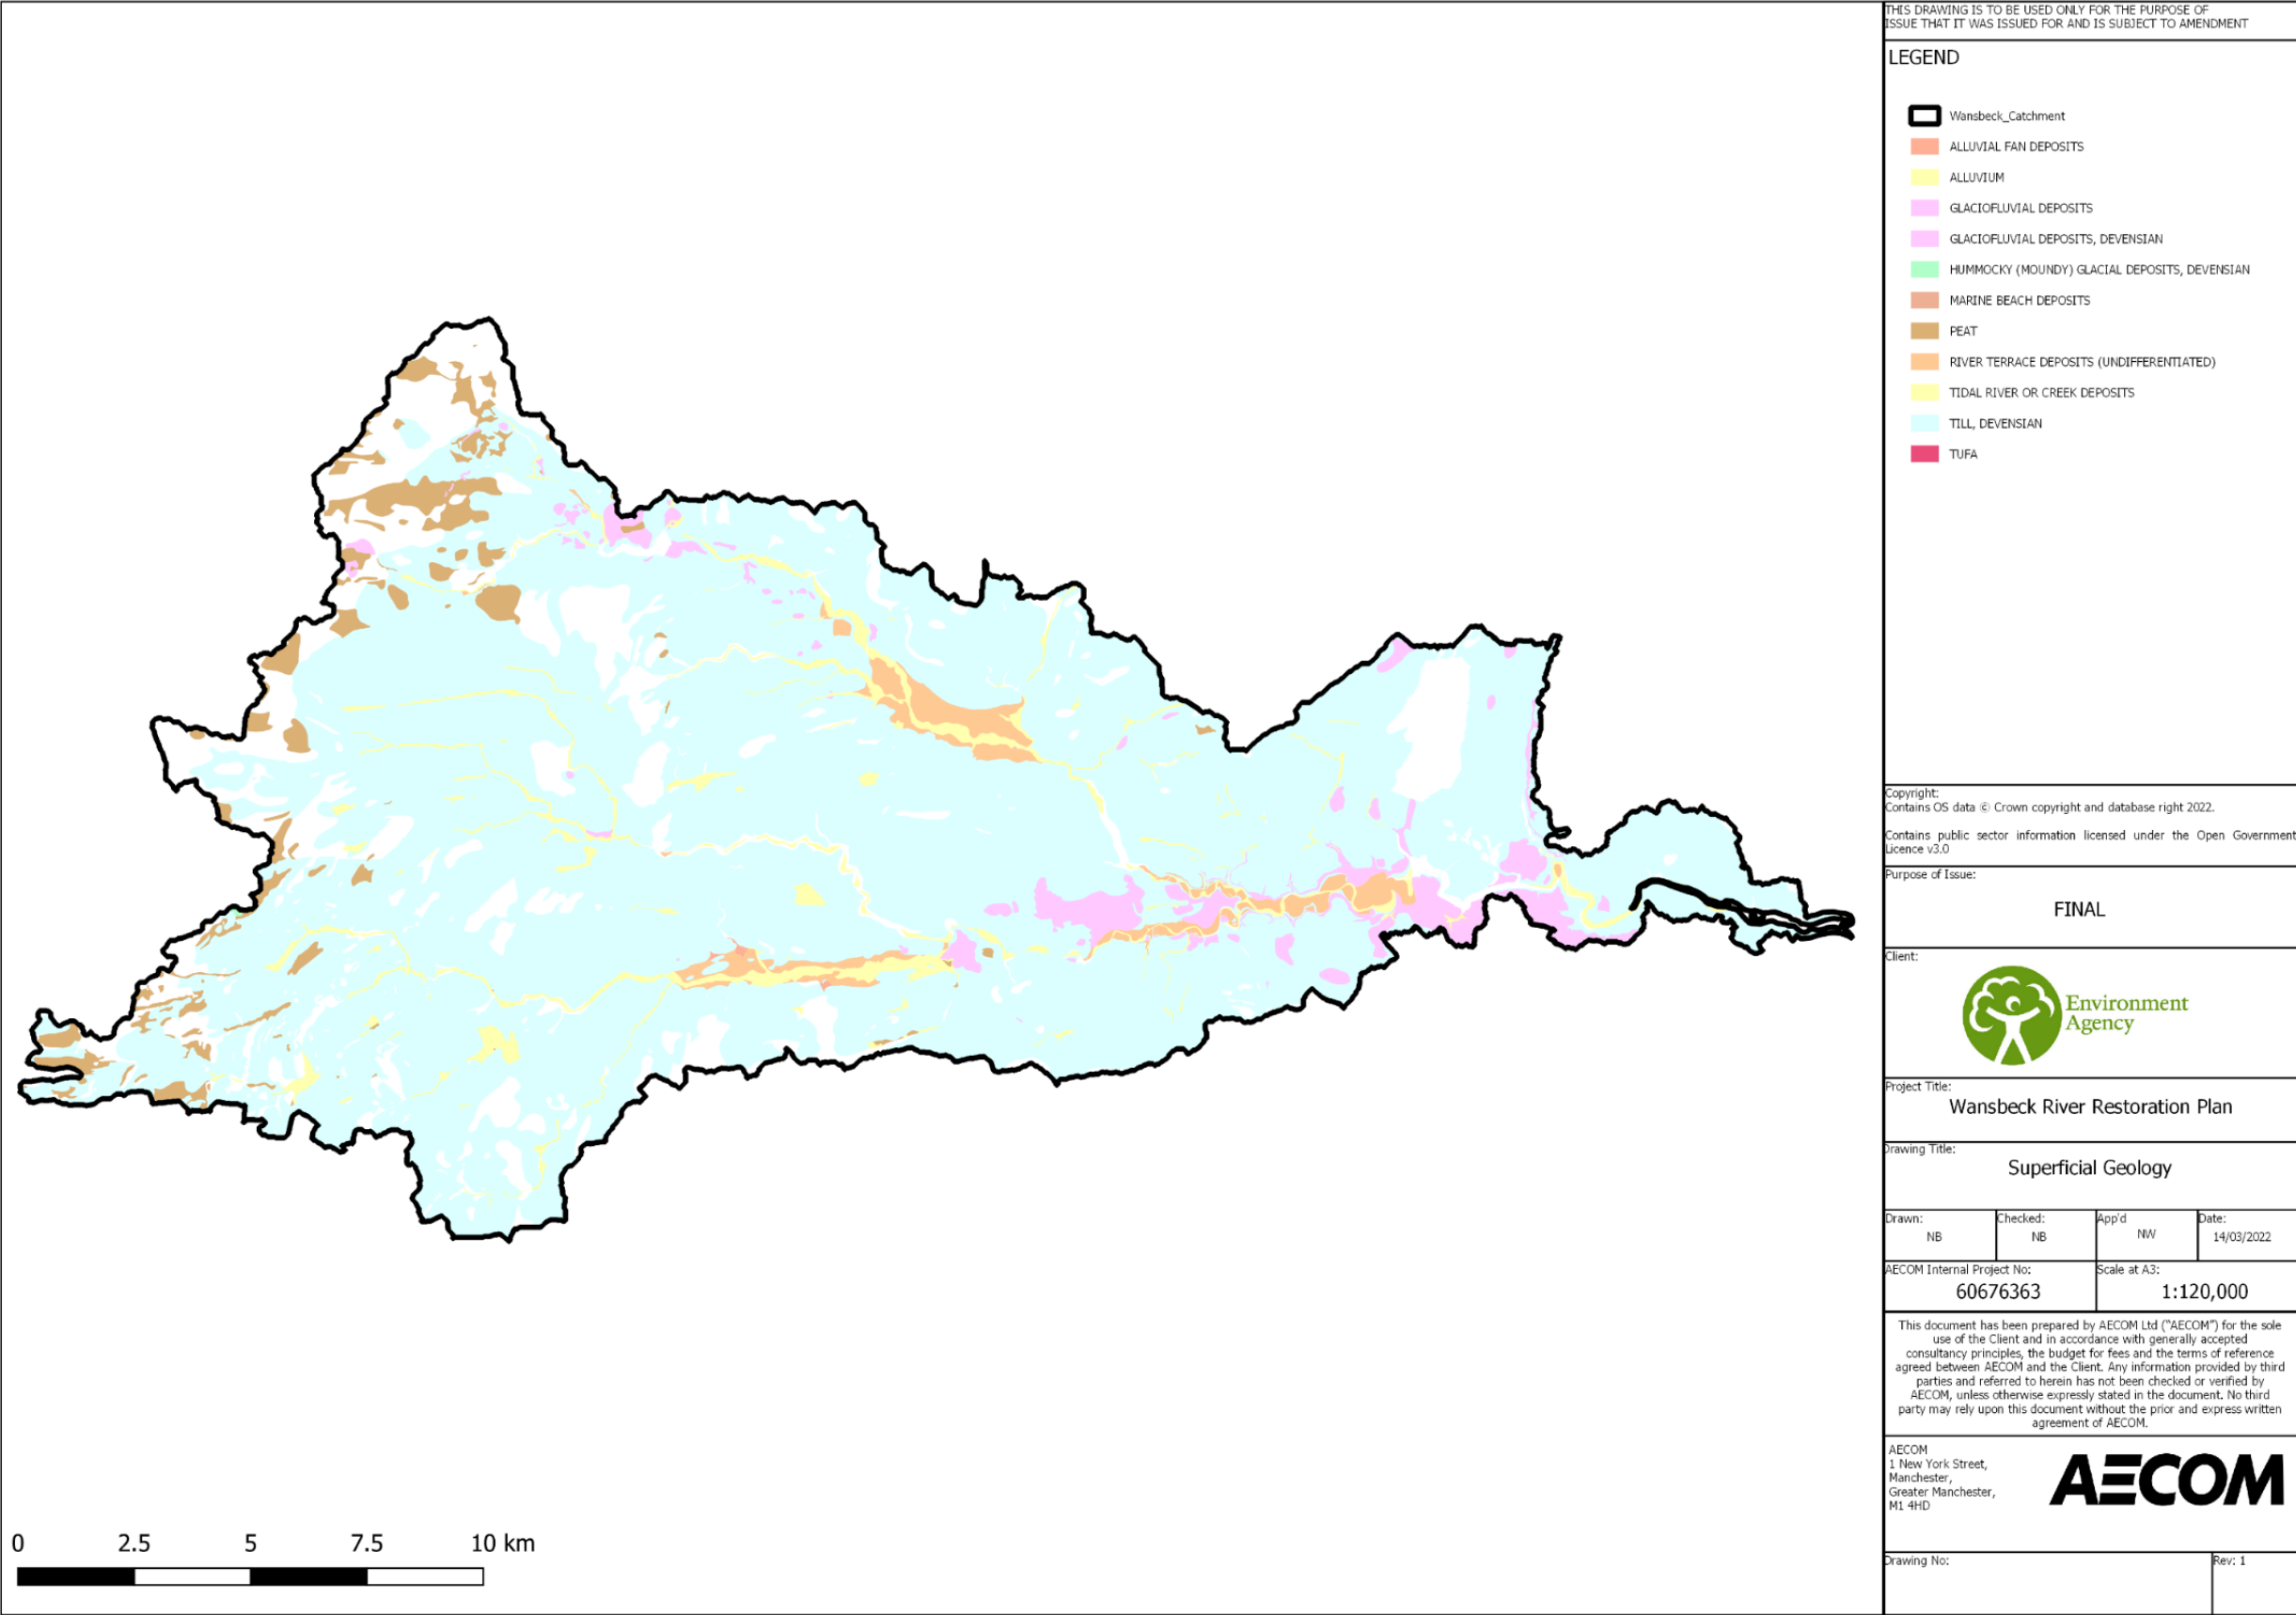 THIS DRAWING IS TO BE USED ONLY FOR THE PURPOSE OF
ISSUE THAT IT WAS ISSUED FOR AND IS SUBJECT TO AMENDMENT
LEGEND
Wansbeck_Catchment
ALLUVIAL FAN DEPOSITS
ALLUVIUM
GLACIOFLUVIAL DEPOSITS
GLACIOFLUVIAL DEPOSITS, DEVENSIAN
HUMMOCKY (MOUNDY) GLACIAL DEPOSITS, DEVENSIAN
MARINE BEACH DEPOSITS
PEAT
RIVER TERRACE DEPOSITS (UNDIFFERENTIATED)
TIDAL RIVER OR CREEK DEPOSITS
TILL, DEVENSIAN
TUFA
Copyright:
Contains OS data © Crown copyright and database right 2022.
Contains public sector information licensed under the Open Government
Licence v3.0
Purpose of Issue:
FINAL
Client:
Environment
Agency
Project Title:
Wansbeck River Restoration Plan
Drawing Title:
Superficial Geology
Drawn:
NB
Checked:
NB
App'd
NW
Date:
14/03/2022
AECOM Internal Project No:
60676363
Scale at A3:
1:120,000
This document has been prepared by AECOM Ltd ("AECOM") for the sole
use of the Client and in accordance with generally accepted
consultancy principles, the budget for fees and the terms of reference
agreed between AECOM and the Client. Any information provided by third
parties and referred to herein has not been checked or verified by
AECOM, unless otherwise expressly stated in the document. No third
party may rely upon this document without the prior and express written
agreement of AECOM.
AECOM
1 New York Street,
Manchester,
Greater Manchester,
M1 4HD
AECOM
Drawing No:
Rev: 1
0 2.5 5 7.5 10 km